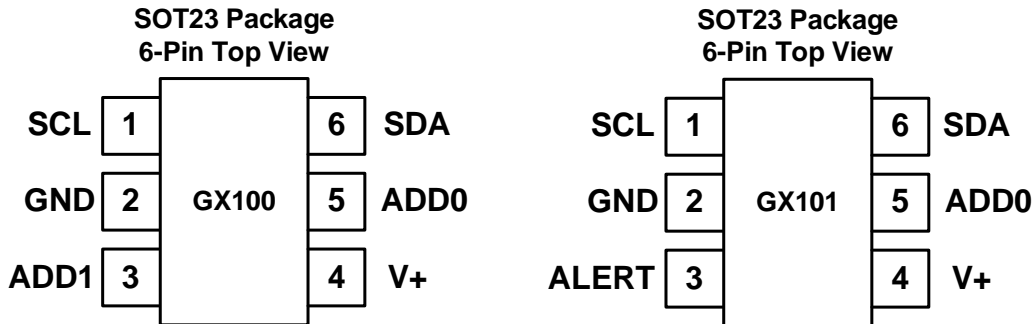 SOT23 Package
6-Pin Top View
SCL 1 6 SDA
GND 2 GX100 5 ADD0
ADD1 3 4 V+
SOT23 Package
6-Pin Top View
SCL 1 6 SDA
GND 2 GX101 5 ADD0
ALERT 3 4 V+